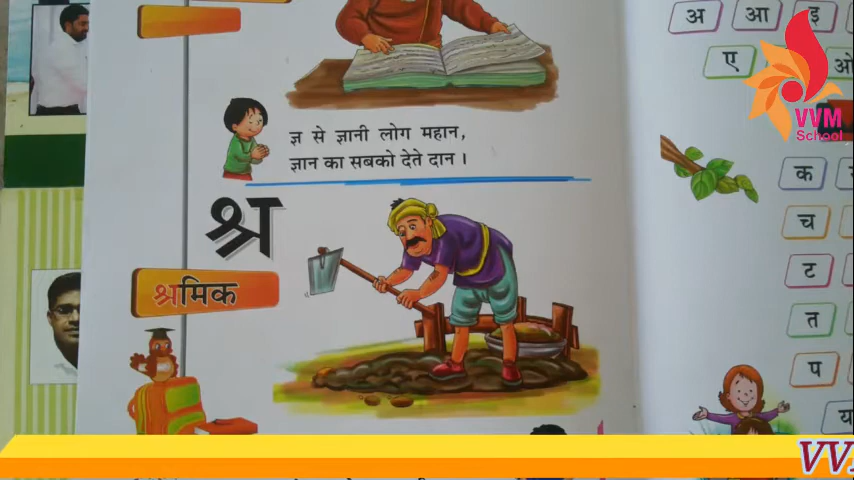 ज्ञ से ज्ञानी लोग महान,
ज्ञान का सबको देते दान।
श्र
श्रमिक
अ आ इ
ए ओ
क
च
ट
त
प
य
VVM
School